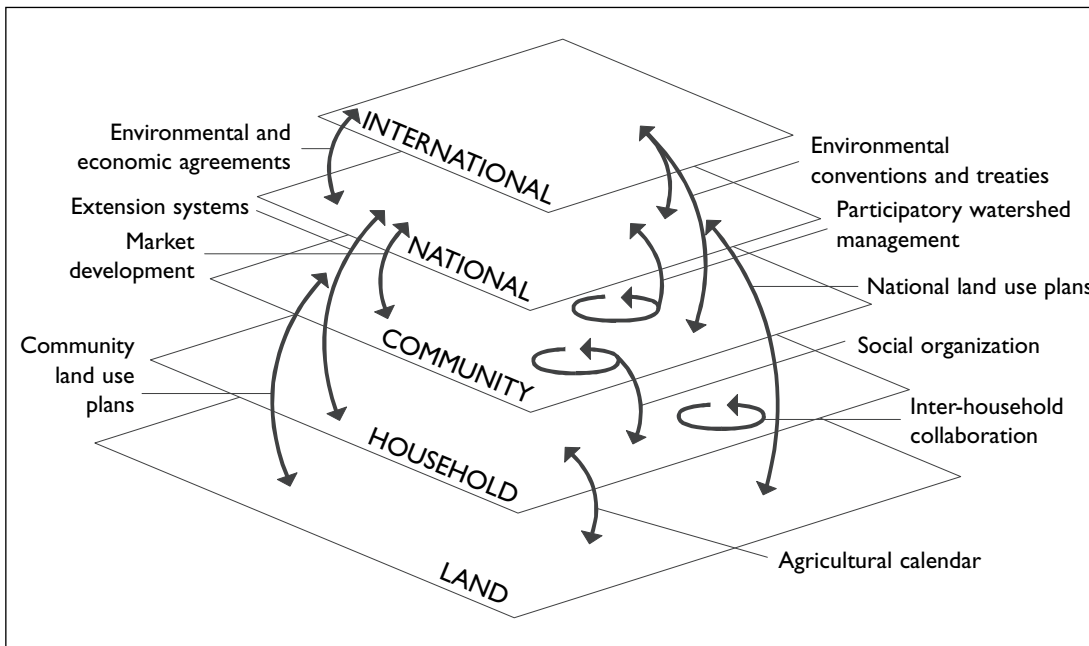 INTERNATIONAL
NATIONAL
COMMUNITY
HOUSEHOLD
LAND
Environmental and
economic agreements
Extension systems
Market
development
Community
land use
plans
Environmental
conventions and treaties
Participatory watershed
management
National land use plans
Social organization
Inter-household
collaboration
Agricultural calendar